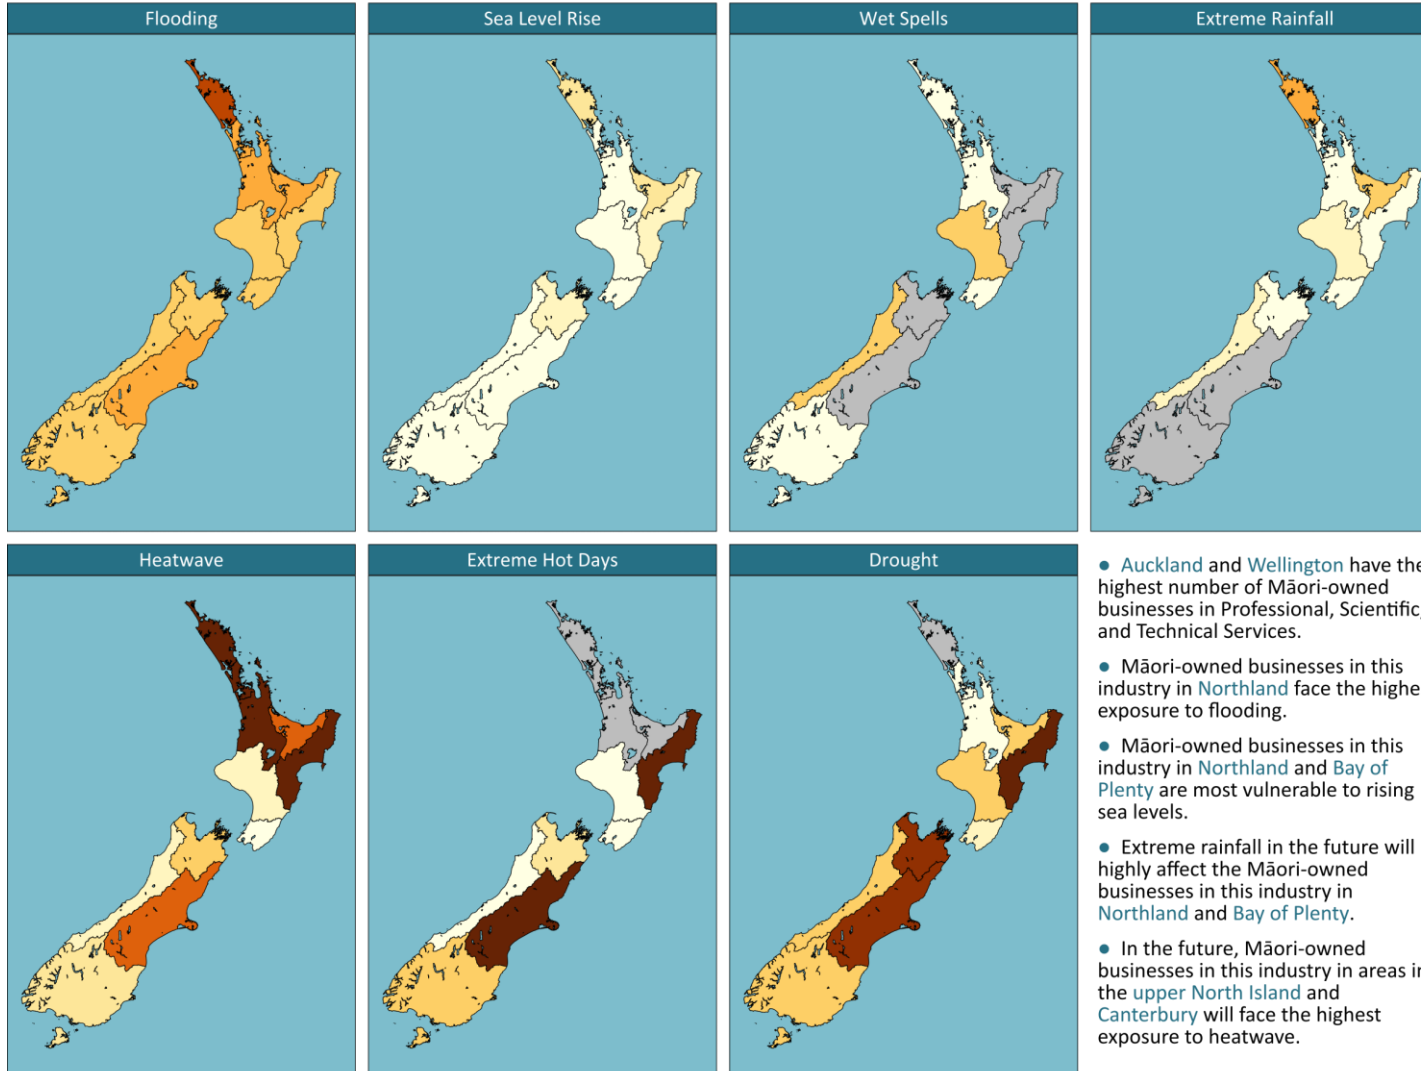 Flooding
Sea Level Rise
Wet Spells
Extreme Rainfall
Heatwave
Extreme Hot Days
Drought
● Auckland and Wellington have the
highest number of Māori-owned
businesses in Professional, Scientific,
and Technical Services.
● Māori-owned businesses in this
industry in Northland face the highe
exposure to flooding.
● Māori-owned businesses in this
industry in Northland and Bay of
Plenty are most vulnerable to rising
sea levels.
● Extreme rainfall in the future will
highly affect the Māori-owned
businesses in this industry in
Northland and Bay of Plenty.
● In the future, Māori-owned
businesses in this industry in areas in
the upper North Island and
Canterbury will face the highest
exposure to heatwave.